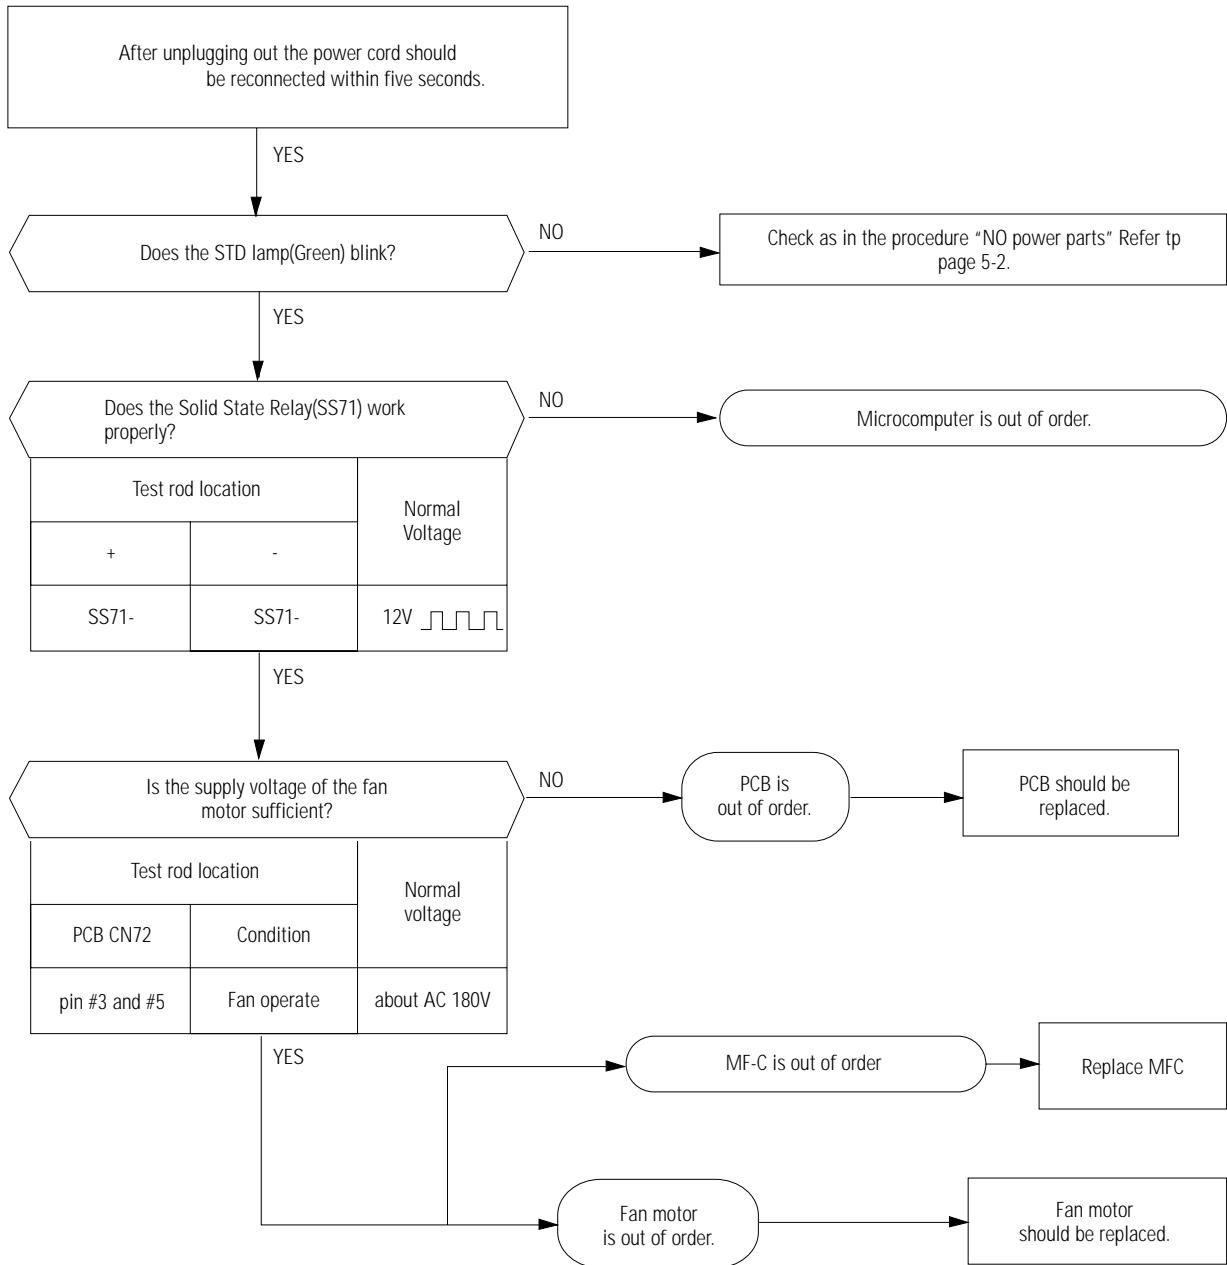 After unplugging out the power cord should
be reconnected within five seconds.
YES
Does the STD lamp(Green) blink?
NO
Check as in the procedure "NO power parts" Refer tp
page 5-2.
YES
Does the Solid State Relay(SS71) work
properly?
NO
Microcomputer is out of order.
Test rod location
Normal
Voltage
+
-
SS71-
SS71-
12V
YES
Is the supply voltage of the fan
motor sufficient?
NO
PCB is
out of order.
PCB should be
replaced.
Test rod location
Normal
voltage
PCB CN72
Condition
pin #3 and #5
Fan operate
about AC 180V
YES
MF-C is out of order
Replace MFC
Fan motor
is out of order.
Fan motor
should be replaced.